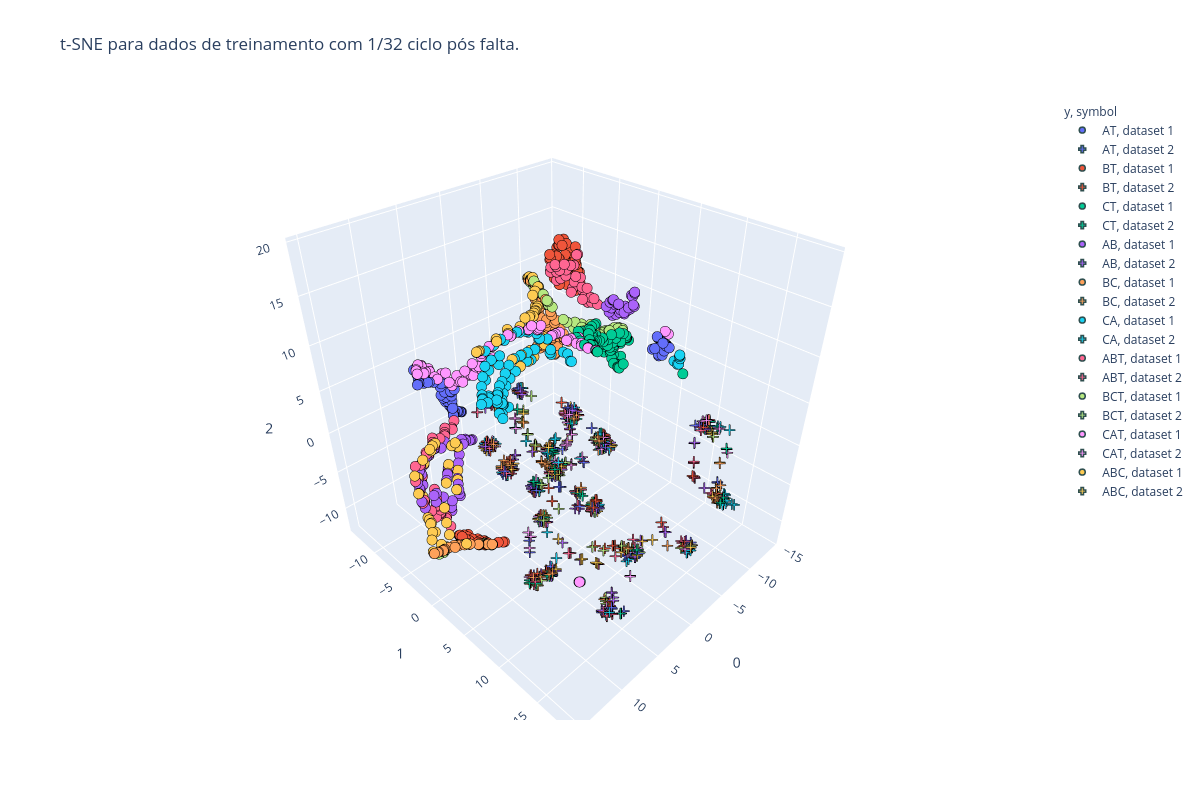 t-SNE para dados de treinamento com 1/32 ciclo pós falta.
y, symbol
AT, dataset 1
AT, dataset 2
BT, dataset 1
BT, dataset 2
CT, dataset 1
CT, dataset 2
AB, dataset 1
AB, dataset 2
BC, dataset 1
BC, dataset 2
CA, dataset 1
CA, dataset 2
ABT, dataset 1
ABT, dataset 2
BCT, dataset 1
BCT, dataset 2
CAT, dataset 1
CAT, dataset 2
ABC, dataset 1
ABC, dataset 2
20
15
10
5
0
−5
−10
2
−10
−5
0
5
10
15
1
−15
−10
−5
0
5
10
0